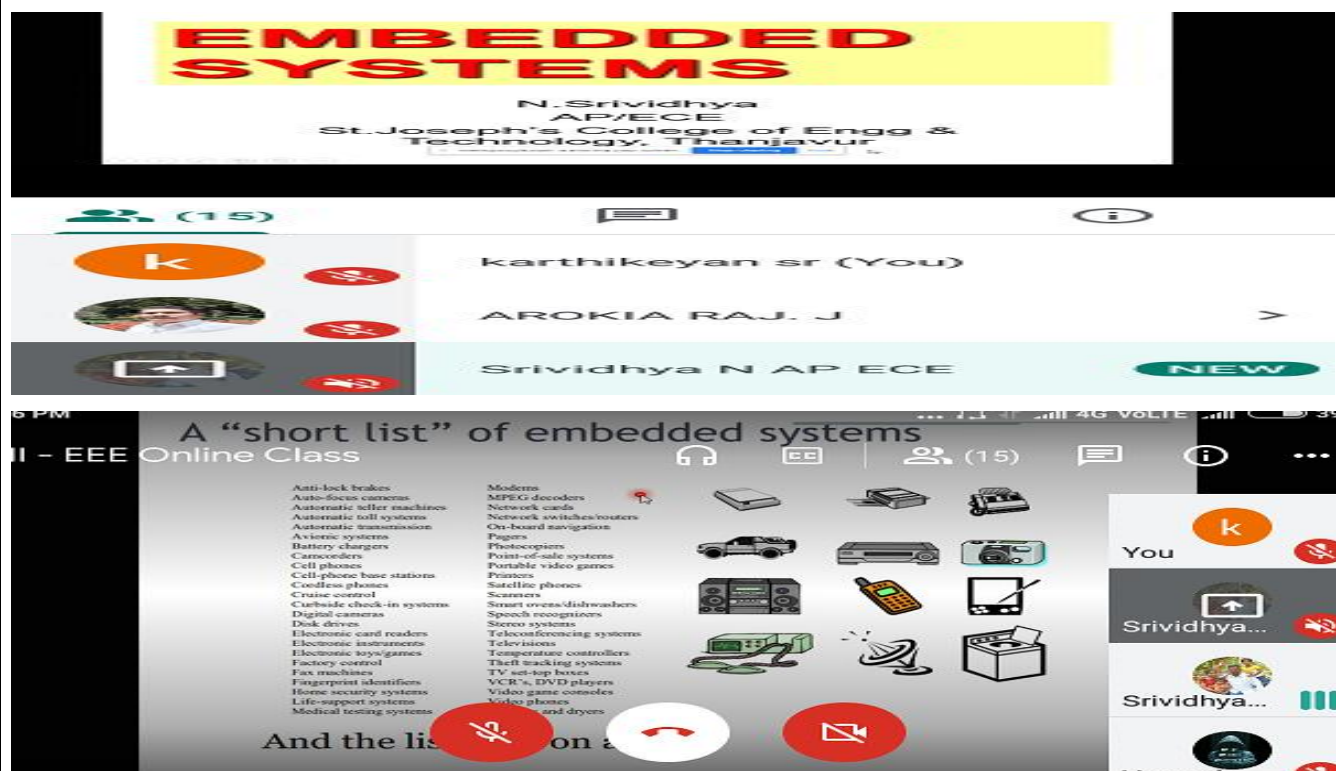 EMBEDDED
SYSTEMS
N.Srividhya
AP/ECE
St.Joseph's College of Engg &
Technology, Thanjavur
(15)
k
karthikeyan sr (You)
AROKIA RAJ. J
Srividhya N AP ECE
NEW
PM
4G VoLTE
A “short list” of embedded systems
II - EEE Online Class
CC
(15)
Anti-lock brakes
Auto-focus cameras
Automatic teller machines
Automatic toll systems
Automatic transmission
Avionic systems
Battery chargers
Camcorders
Cell phones
Cell-phone base stations
Cordless phones
Cruise control
Curbside check-in systems
Digital cameras
Disk drives
Electronic card readers
Electronic instruments
Electronic toys/games
Factory control
Fax machines
Fingerprint identifiers
Home security systems
Life-support systems
Medical testing systems
Modems
MPEG decoders
Network cards
Network switches/routers
On-board navigation
Pagers
Photocopiers
Point-of-sale systems
Portable video games
Printers
Satellite phones
Scanners
Smart ovens/dishwashers
Speech recognizers
Stereo systems
Teleconferencing systems
Televisions
Temperature controllers
Theft tracking systems
TV set-top boxes
VCR's, DVD players
Video game consoles
Video phones
and dryers
And the lis on a
k
You
Srividhya...
Srividhya...